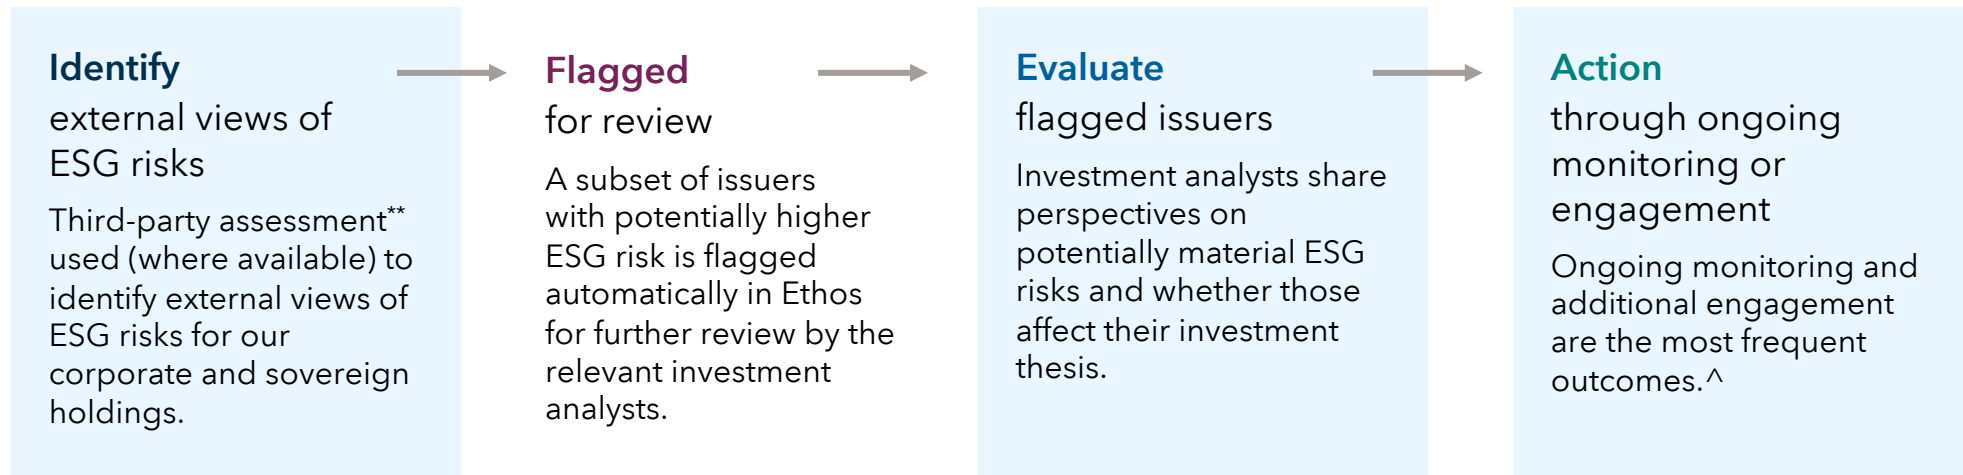 Identify
external views of
ESG risks
Third-party assessment**
used (where available) to
identify external views of
ESG risks for our
corporate and sovereign
holdings.
Flagged
for review
A subset of issuers
with potentially higher
ESG risk is flagged
automatically in Ethos
for further review by the
relevant investment
analysts.
Evaluate
flagged issuers
Investment analysts share
perspectives on
potentially material ESG
risks and whether those
affect their investment
thesis.
Action
through ongoing
monitoring or
engagement
Ongoing monitoring and
additional engagement
are the most frequent
outcomes.^